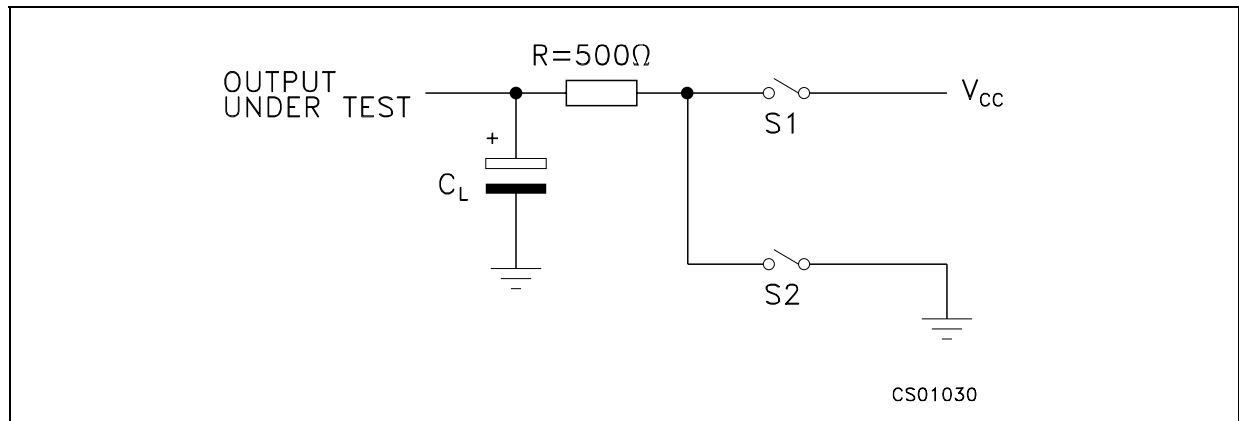 R=500Ω
OUTPUT
UNDER TEST
S1
V_CC
+
C_L
S2
CS01030